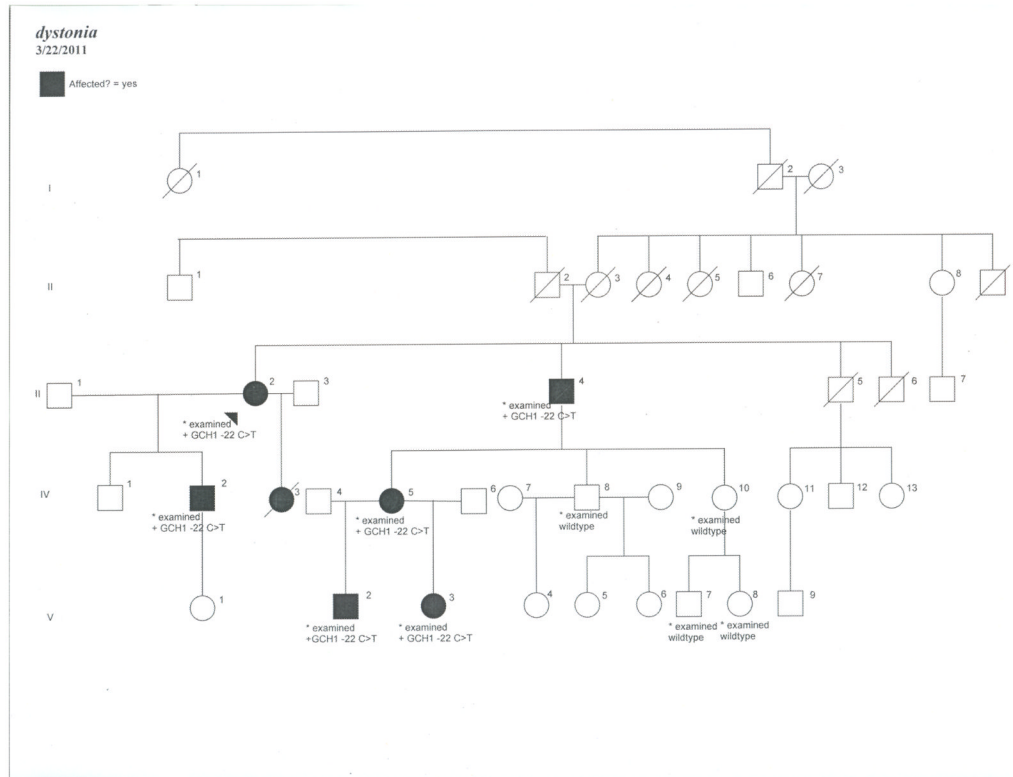 dystonia
3/22/2011
Affected? = yes
I
1
2
3
II
1
2
3
4
5
6
7
8
II
1
2
3
4
5
6
7
* examined
+ GCH1 -22 C>T
* examined
+ GCH1 -22 C>T
IV
1
2
3
4
5
6
7
8
9
10
11
12
13
* examined
+ GCH1 -22 C>T
* examined
+ GCH1 -22 C>T
* examined
wildtype
* examined
wildtype
V
1
2
3
4
5
6
7
8
9
* examined
+GCH1 -22 C>T
* examined
+ GCH1 -22 C>T
* examined
wildtype
* examined
wildtype